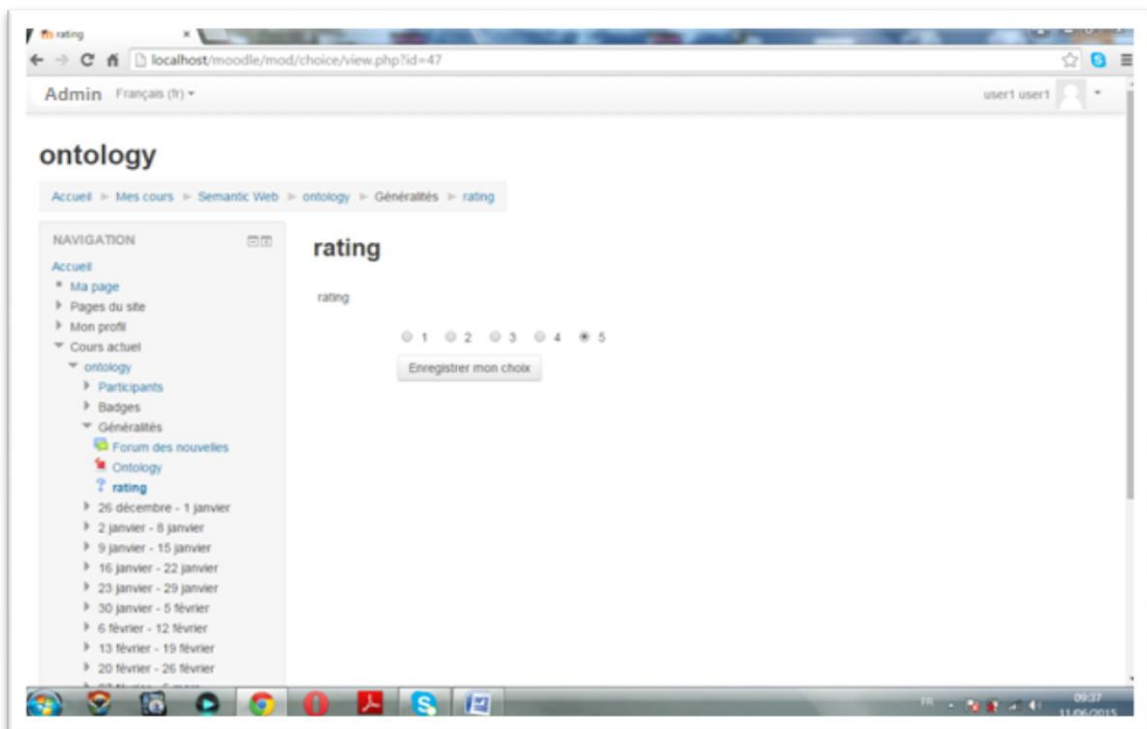 rating
localhost/moodle/mod/choice/view.php?id=47
Admin Français (fr)
user1 user1
ontology
Accueil Mes cours Semantic Web ontology Généralités rating
NAVIGATION
Accueil
Ma page
Pages du site
Mon profil
Cours actuel
ontology
Participants
Badges
Généralités
Forum des nouvelles
Ontology
rating
26 décembre - 1 janvier
2 janvier - 8 janvier
9 janvier - 15 janvier
16 janvier - 22 janvier
23 janvier - 29 janvier
30 janvier - 5 février
6 février - 12 février
13 février - 19 février
20 février - 26 février
rating
rating
1 2 3 4 5
Enregistrer mon choix
FR
09:37
11/06/2015